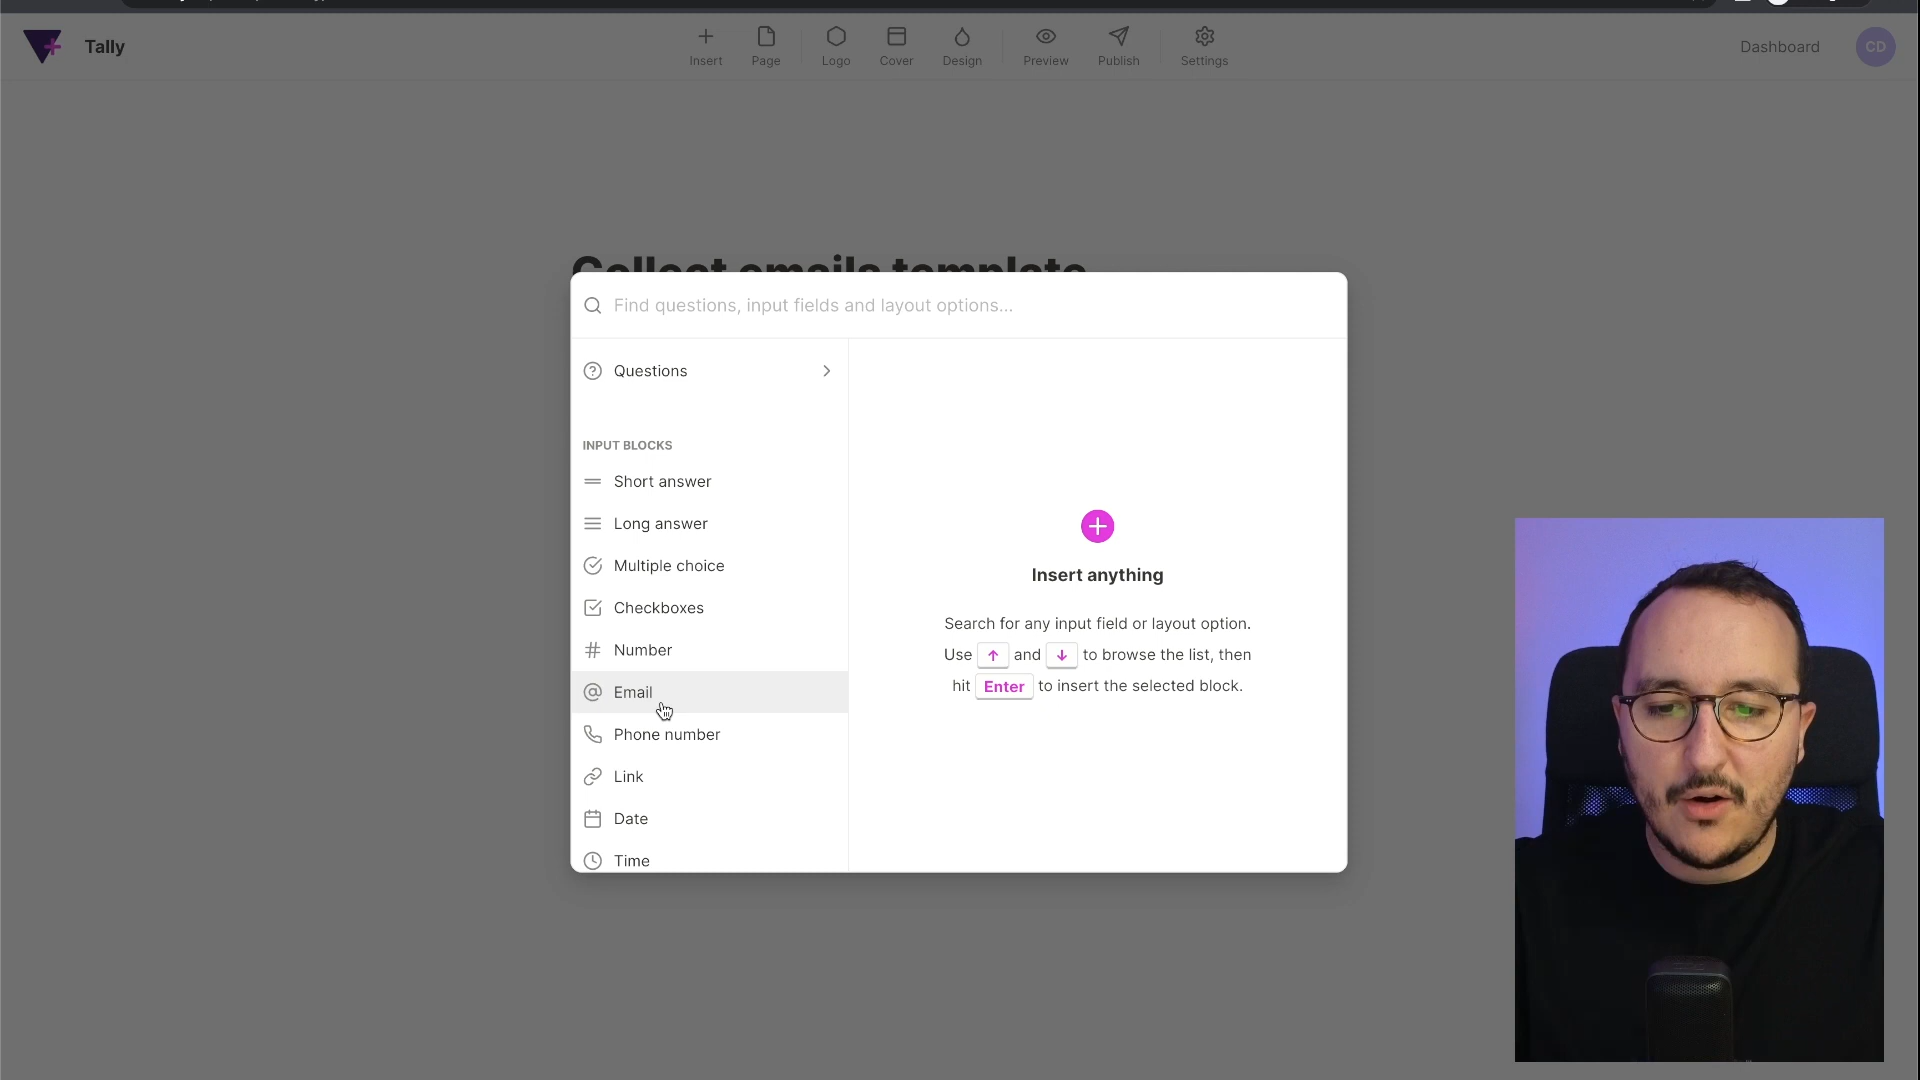 Tally
Insert
Page
Logo
Cover
Design
Preview
Publish
Settings
Dashboard
CD
Collect emails template
Find questions, input fields and layout options...
Questions
INPUT BLOCKS
Short answer
Long answer
Multiple choice
Checkboxes
Number
Email
Phone number
Link
Date
Time
Insert anything
Search for any input field or layout option.
Use ↑ and ↓ to browse the list, then
hit Enter to insert the selected block.